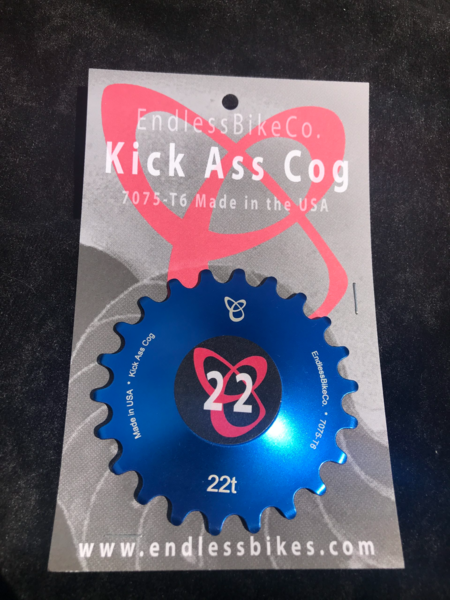 EndlessBikeCo.
Kick Ass Cog
7075-T6 Made in the USA
Made in USA • Kick Ass Cog
EndlessBikeCo. • 7075-T6
22
22t
www.endlessbikes.com